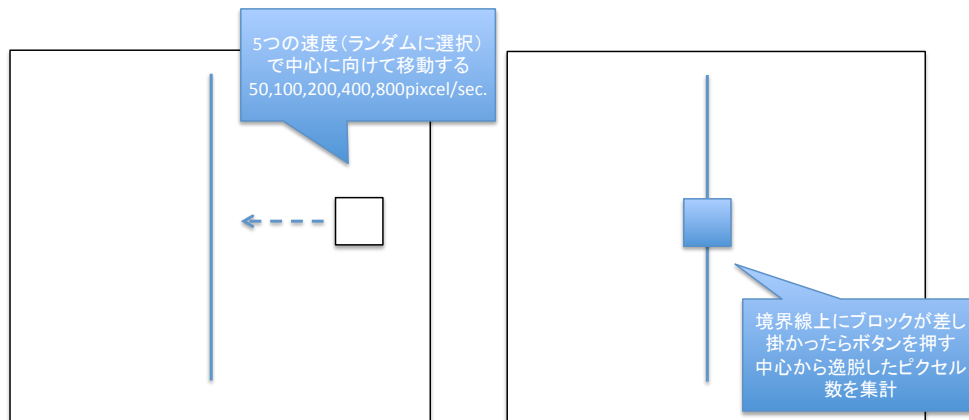 5つの速度(ランダムに選択)
で中心に向けて移動する
50,100,200,400,800pixcel/sec.
境界線上にブロックが差し
掛かったらボタンを押す
中心から逸脱したピクセル
数を集計